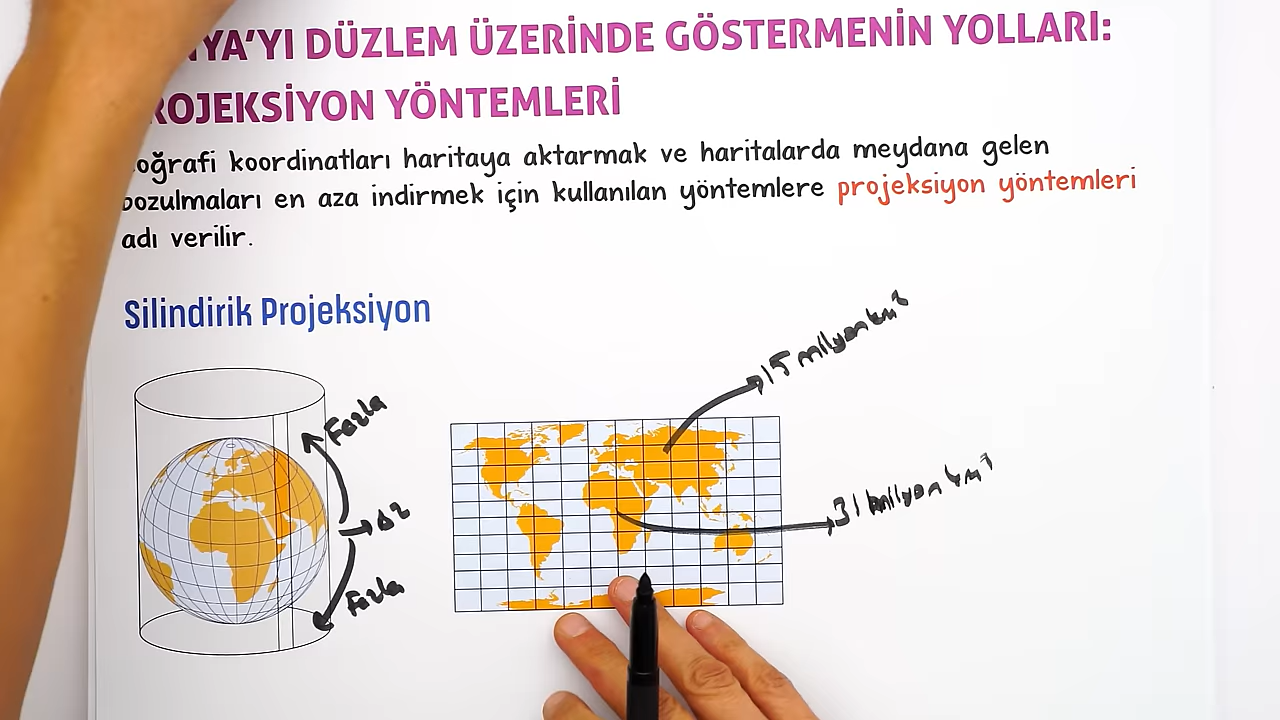 NYA'YI DÜZLEM ÜZERİNDE GÖSTERMENİN YOLLARI:
ROJEKSİYON YÖNTEMLERİ
oğrafi koordinatları haritaya aktarmak ve haritalarda meydana gelen
bozulmaları en aza indirmek için kullanılan yöntemlere projeksiyon yöntemleri
adı verilir.
Silindirik Projeksiyon
15 milyon km²
Fazla
31 milyon km²
Az
Fazla